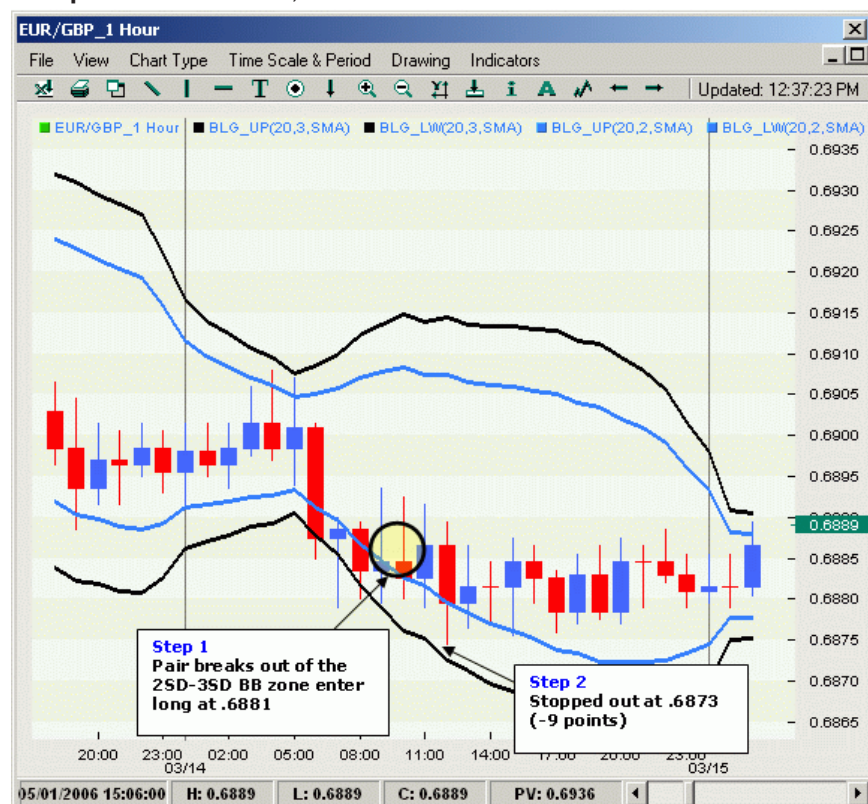 EUR/GBP_1 Hour
File View Chart Type Time Scale & Period Drawing Indicators
T i A Updated: 12:37:23 PM
EUR/GBP_1 Hour BLG_UP(20,3,SMA) BLG_LW(20,3,SMA) BLG_UP(20,2,SMA) BLG_LW(20,2,SMA)
0.6935
0.6930
0.6925
0.6920
0.6915
0.6910
0.6905
0.6900
0.6895
0.6889
0.6885
0.6880
0.6875
0.6870
0.6865
Step 1
Pair breaks out of the
2SD-3SD BB zone enter
long at .6881
Step 2
Stopped out at .6873
(-9 points)
20:00 23:00 02:00 05:00 08:00 11:00 14:00 17:00 20:00 23:00
03/14 03/15
05/01/2006 15:06:00 H: 0.6889 L: 0.6889 C: 0.6889 PV: 0.6936